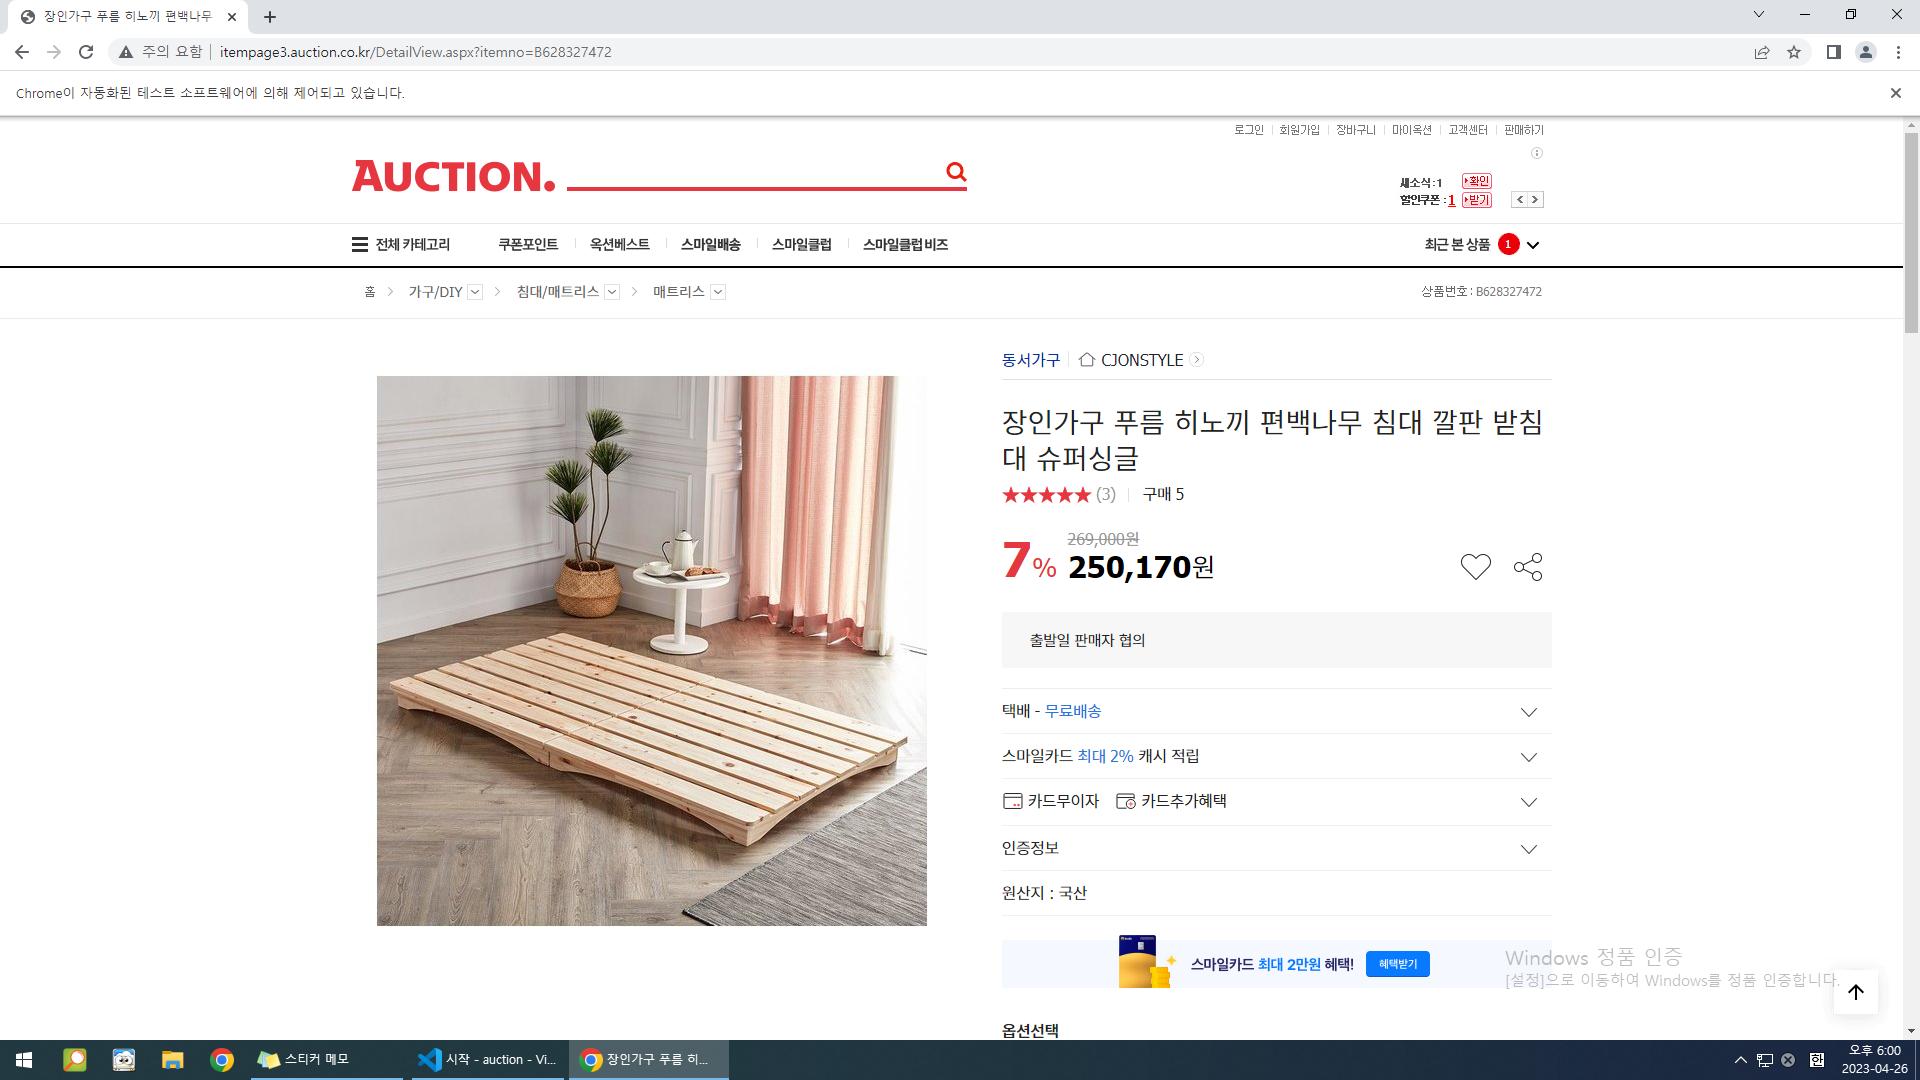 장인가구 푸름 히노끼 편백나무
주의 요함
itempage3.auction.co.kr/DetailView.aspx?itemno=B628327472
Chrome이 자동화된 테스트 소프트웨어에 의해 제어되고 있습니다.
로그인 회원가입 장바구니 마이옥션 고객센터 판매하기
AUCTION.
새소식 : 1 확인
할인쿠폰 : 1 받기
전체 카테고리 쿠폰포인트 옥션베스트 스마일배송 스마일클럽 스마일클럽 비즈 최근 본 상품 1
홈 > 가구/DIY > 침대/매트리스 > 매트리스 상품번호 : B628327472
동서가구 CJONSTYLE
장인가구 푸름 히노끼 편백나무 침대 깔판 받침
대 슈퍼싱글
(3) 구매 5
269,000원
7% 250,170원
출발일 판매자 협의
택배 - 무료배송
스마일카드 최대 2% 캐시 적립
카드무이자 카드추가혜택
인증정보
원산지 : 국산
스마일카드 최대 2만원 혜택! 혜택받기
Windows 정품 인증
[설정]으로 이동하여 Windows를 정품 인증합니다.
옵션선택
스티커 메모
시작 - auction - Vi...
장인가구 푸름 히...
한
오후 6:00
2023-04-26